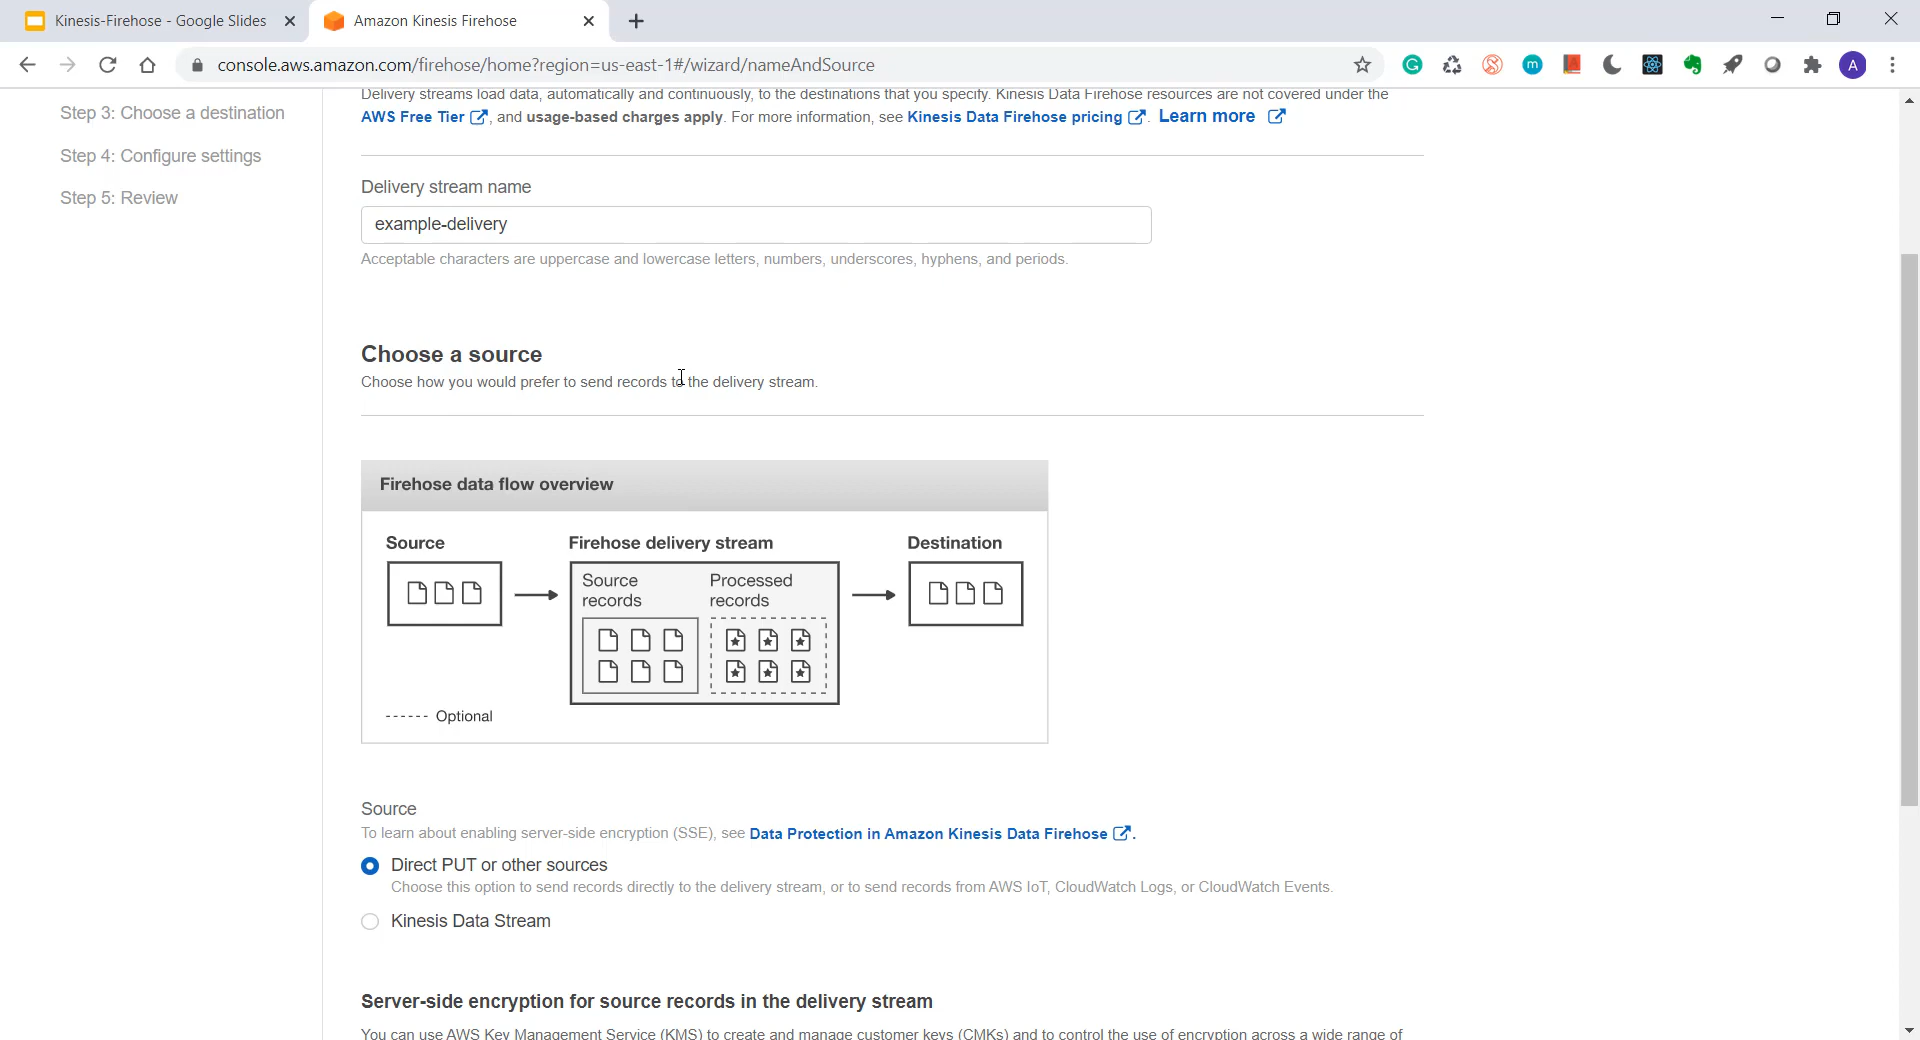 Kinesis-Firehose - Google Slides
Amazon Kinesis Firehose
console.aws.amazon.com/firehose/home?region=us-east-1#/wizard/nameAndSource
A
Step 3: Choose a destination
Step 4: Configure settings
Step 5: Review
Delivery streams load data, automatically and continuously, to the destinations that you specify. Kinesis Data Firehose resources are not covered under the
AWS Free Tier , and usage-based charges apply. For more information, see Kinesis Data Firehose pricing . Learn more
Delivery stream name
example-delivery
Acceptable characters are uppercase and lowercase letters, numbers, underscores, hyphens, and periods.
Choose a source
Choose how you would prefer to send records to the delivery stream.
Firehose data flow overview
Source
Firehose delivery stream
Destination
Source
records
Processed
records
Optional
Source
To learn about enabling server-side encryption (SSE), see Data Protection in Amazon Kinesis Data Firehose .
Direct PUT or other sources
Choose this option to send records directly to the delivery stream, or to send records from AWS IoT, CloudWatch Logs, or CloudWatch Events.
Kinesis Data Stream
Server-side encryption for source records in the delivery stream
You can use AWS Key Management Service (KMS) to create and manage customer keys (CMKs) and to control the use of encryption across a wide range of